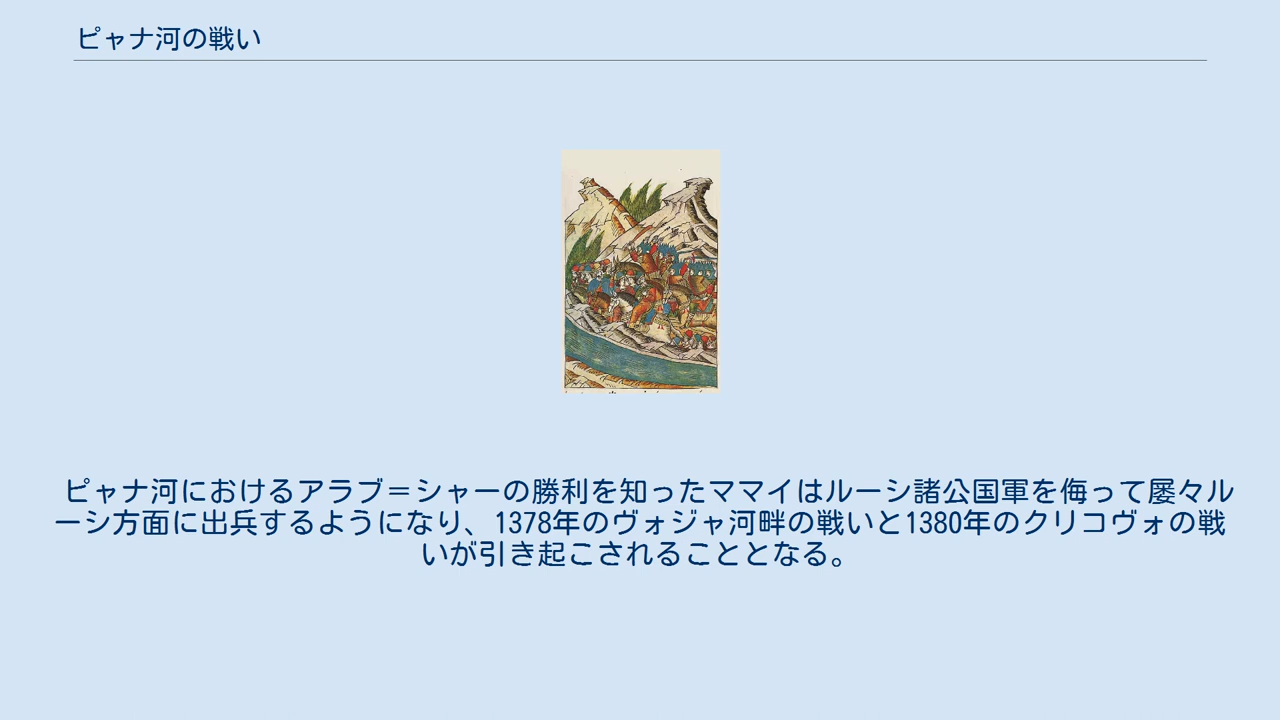 ピャナ河の戦い
ピャナ河におけるアラブ＝シャーの勝利を知ったママイはルーシ諸公国軍を侮って屡々ル
ーシ方面に出兵するようになり、1378年のヴォジャ河畔の戦いと1380年のクリコヴォの戦
いが引き起こされることとなる。